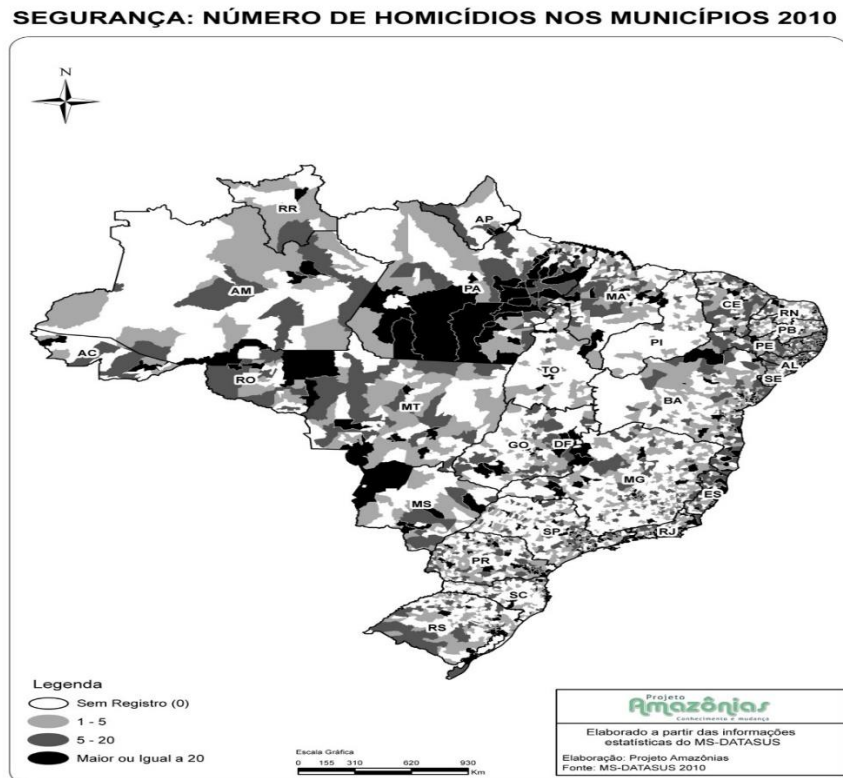 SEGURANÇA: NÚMERO DE HOMICÍDIOS NOS MUNICÍPIOS 2010
N
RR
AP
AM
PA
MA
CE
RN
PB
PE
AL
SE
PI
AC
RO
TO
BA
MT
GO
DF
MG
ES
MS
SP
RJ
PR
SC
RS
Legenda
Sem Registro (0)
1 - 5
5 - 20
Maior ou Igual a 20
Escala Gráfica
0 155 310 620 930
Km
Projeto
Amazônias
Conhecimento e mudança
Elaborado a partir das informações
estatísticas do MS-DATASUS
Elaboração: Projeto Amazônias
Fonte: MS-DATASUS 2010